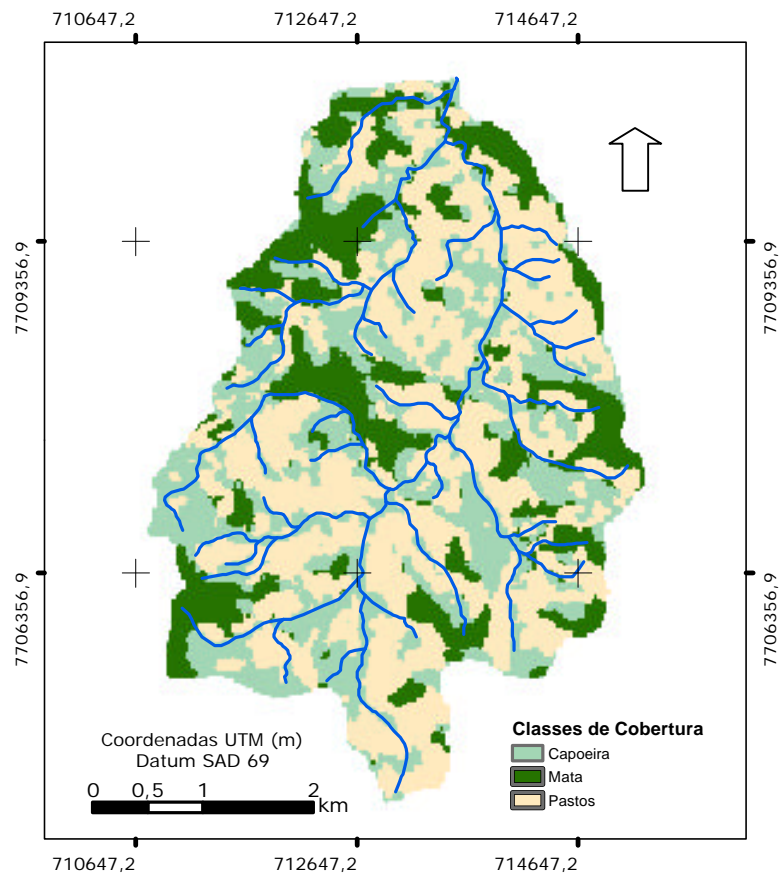 710647,2 712647,2 714647,2
7709356,9
7709356,9
7706356,9
7706356,9
Coordenadas UTM (m)
Datum SAD 69
0 0,5 1 2
km
Classes de Cobertura
Capoeira
Mata
Pastos
710647,2 712647,2 714647,2